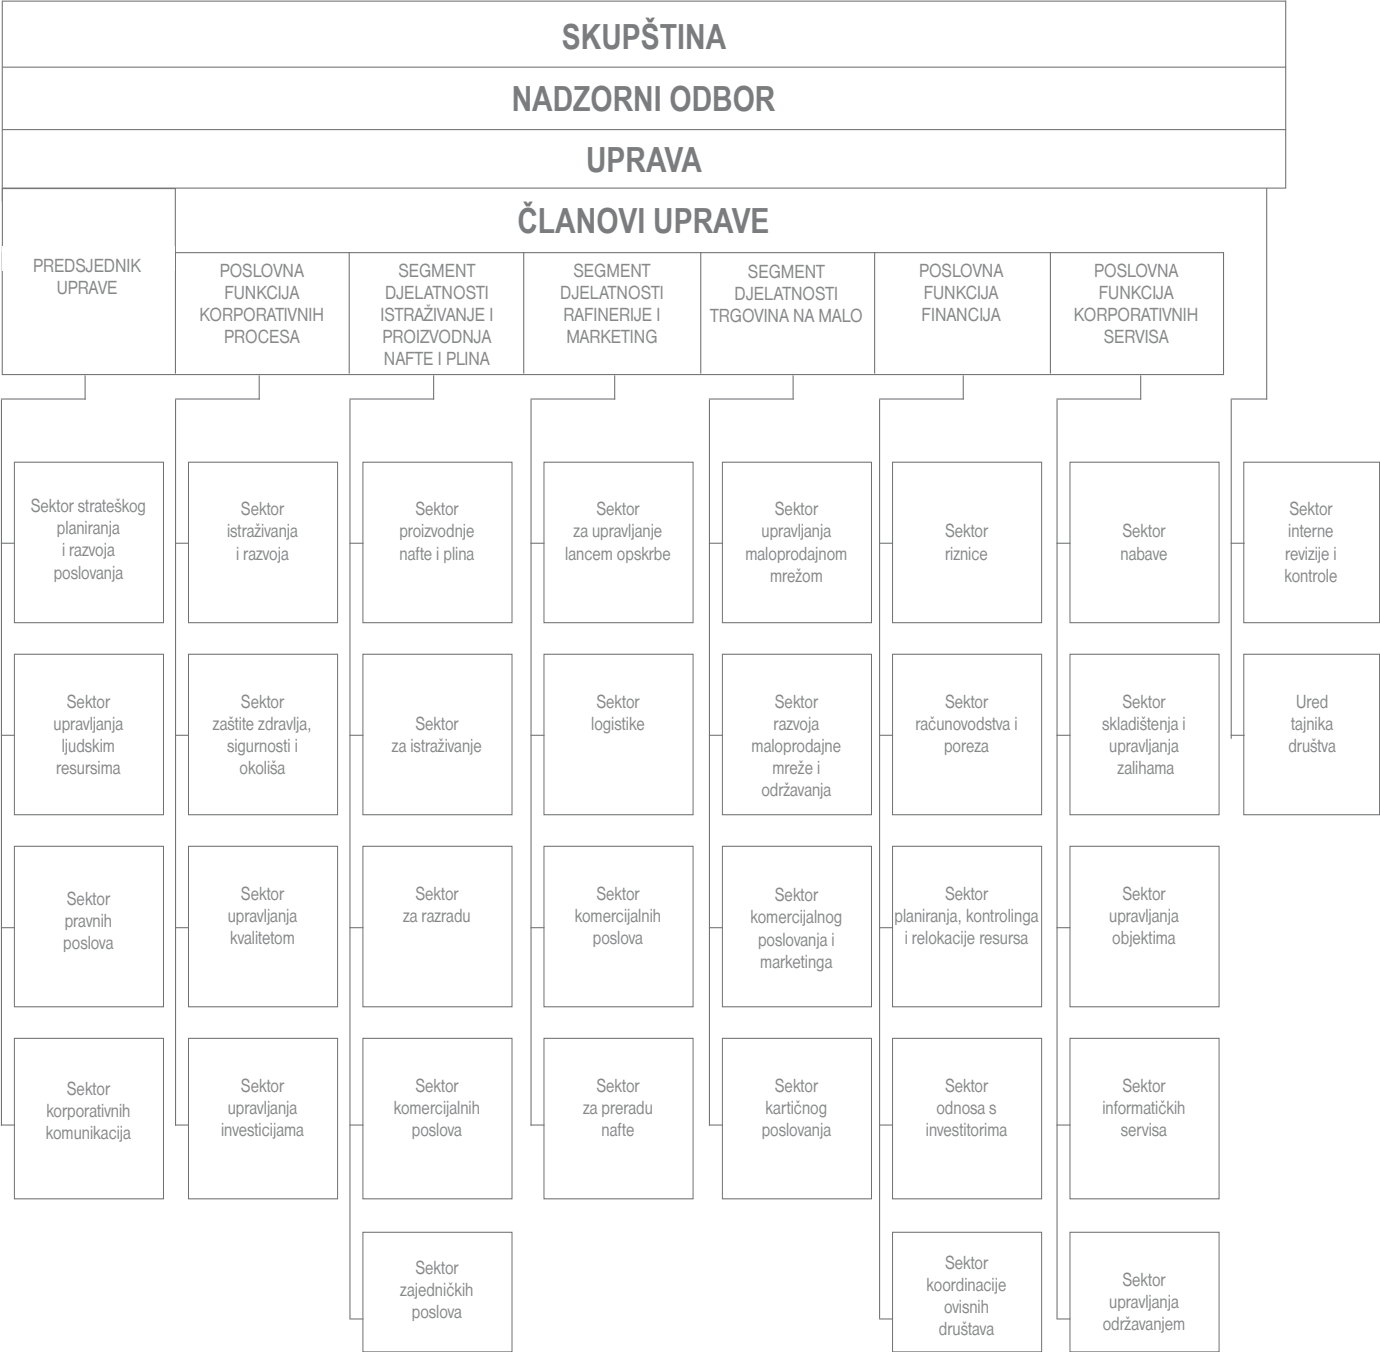 SKUPŠTINA
NADZORNI ODBOR
UPRAVA
ČLANOVI UPRAVE
PREDSJEDNIK
UPRAVE
POSLOVNA
FUNKCIJA
KORPORATIVNIH
PROCESA
SEGMENT
DJELATNOSTI
ISTRAŽIVANJE I
PROIZVODNJA
NAFTE I PLINA
SEGMENT
DJELATNOSTI
RAFINERIJE I
MARKETING
SEGMENT
DJELATNOSTI
TRGOVINA NA MALO
POSLOVNA
FUNKCIJA
FINANCIJA
POSLOVNA
FUNKCIJA
KORPORATIVNIH
SERVISA
Sektor strateškog
planiranja
i razvoja
poslovanja
Sektor
istraživanja
i razvoja
Sektor
proizvodnje
nafte i plina
Sektor
za upravljanje
lancem opskrbe
Sektor
upravljanja
maloprodajnom
mrežom
Sektor
riznice
Sektor
nabave
Sektor
interne
revizije i
kontrole
Sektor
upravljanja
ljudskim
resursima
Sektor
zaštite zdravlja,
sigurnosti i
okoliša
Sektor
za istraživanje
Sektor
logistike
Sektor
razvoja
maloprodajne
mreže i
održavanja
Sektor
računovodstva i
poreza
Sektor
skladištenja i
upravljanja
zalihama
Ured
tajnika
društva
Sektor
pravnih
poslova
Sektor
upravljanja
kvalitetom
Sektor
za razradu
Sektor
komercijalnih
poslova
Sektor
komercijalnog
poslovanja i
marketinga
Sektor
planiranja, kontrolinga
i relokacije resursa
Sektor
upravljanja
objektima
Sektor
korporativnih
komunikacija
Sektor
upravljanja
investicijama
Sektor
komercijalnih
poslova
Sektor
za preradu
nafte
Sektor
kartičnog
poslovanja
Sektor
odnosa s
investitorima
Sektor
informatičkih
servisa
Sektor
zajedničkih
poslova
Sektor
koordinacije
ovisnih
društava
Sektor
upravljanja
održavanjem